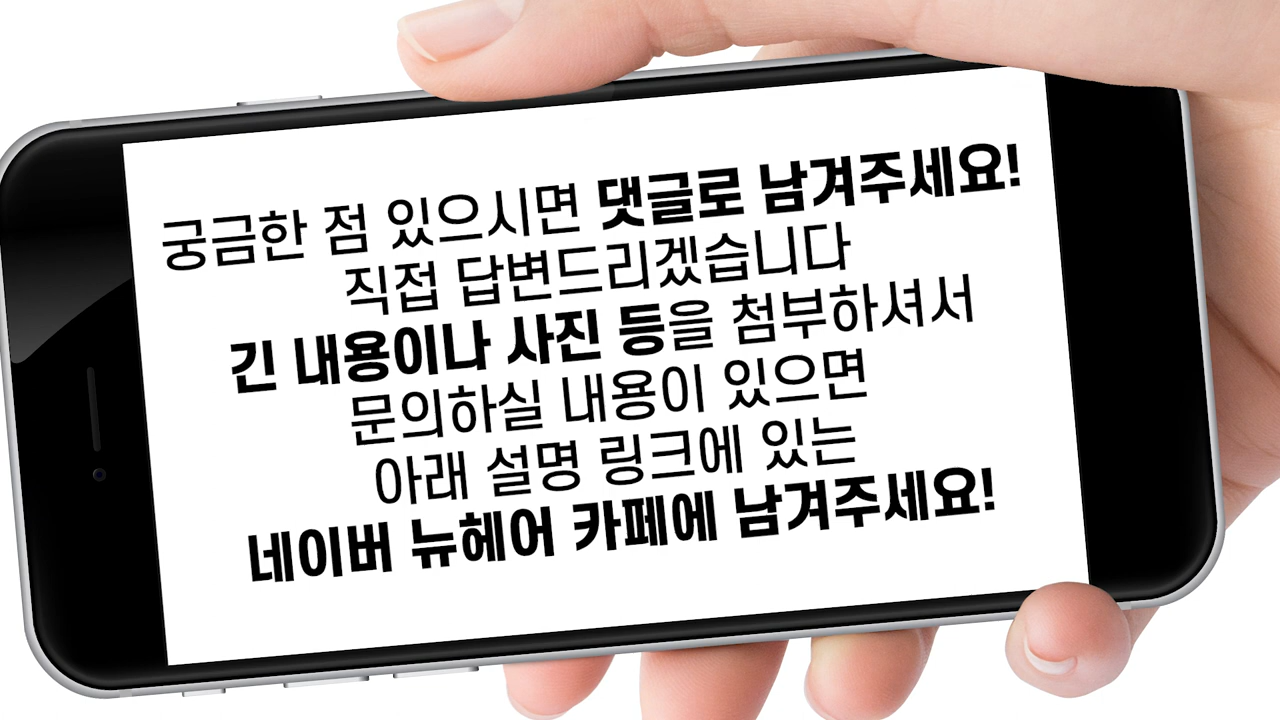 궁금한 점 있으시면 댓글로 남겨주세요!
직접 답변드리겠습니다
긴 내용이나 사진 등을 첨부하셔서
문의하실 내용이 있으면
아래 설명 링크에 있는
네이버 뉴헤어 카페에 남겨주세요!